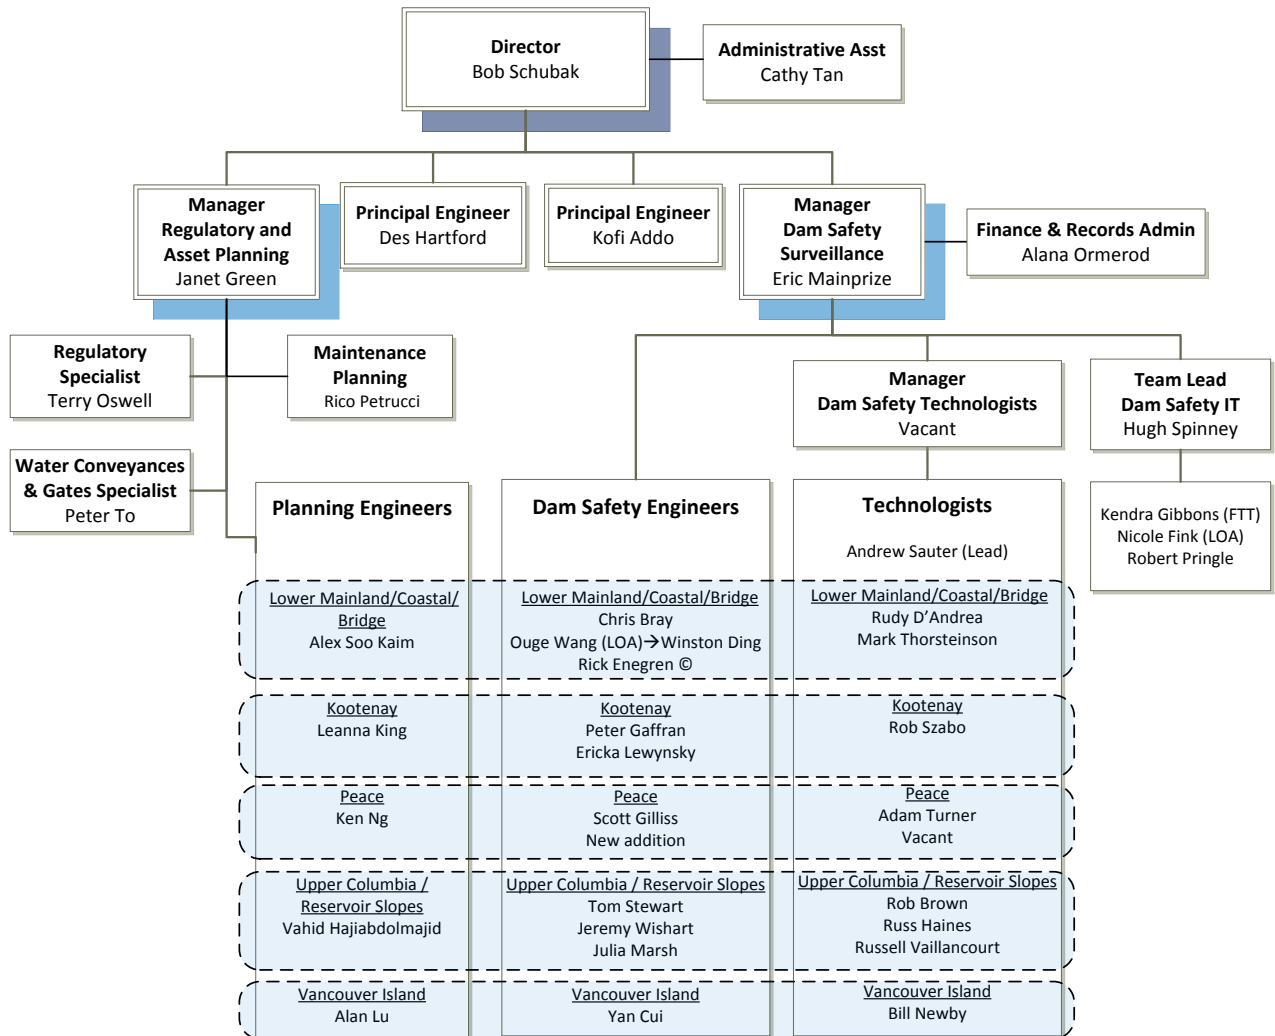 Director
Bob Schubak
Administrative Asst
Cathy Tan
Manager
Regulatory and
Asset Planning
Janet Green
Principal Engineer
Des Hartford
Principal Engineer
Kofi Addo
Manager
Dam Safety
Surveillance
Eric Mainprize
Finance & Records Admin
Alana Ormerod
Regulatory
Specialist
Terry Oswell
Maintenance
Planning
Rico Petrucci
Manager
Dam Safety Technologists
Vacant
Team Lead
Dam Safety IT
Hugh Spinney
Water Conveyances
& Gates Specialist
Peter To
Kendra Gibbons (FTT)
Nicole Fink (LOA)
Robert Pringle
Planning Engineers
Dam Safety Engineers
Technologists
Andrew Sauter (Lead)
Lower Mainland/Coastal/
Bridge
Alex Soo Kaim
Lower Mainland/Coastal/Bridge
Chris Bray
Ouge Wang (LOA)→Winston Ding
Rick Enegren ©
Lower Mainland/Coastal/Bridge
Rudy D’Andrea
Mark Thorsteinson
Kootenay
Leanna King
Kootenay
Peter Gaffran
Ericka Lewynsky
Kootenay
Rob Szabo
Peace
Ken Ng
Peace
Scott Gilliss
New addition
Peace
Adam Turner
Vacant
Upper Columbia /
Reservoir Slopes
Vahid Hajiabdolmajid
Upper Columbia / Reservoir Slopes
Tom Stewart
Jeremy Wishart
Julia Marsh
Upper Columbia / Reservoir Slopes
Rob Brown
Russ Haines
Russell Vaillancourt
Vancouver Island
Alan Lu
Vancouver Island
Yan Cui
Vancouver Island
Bill Newby